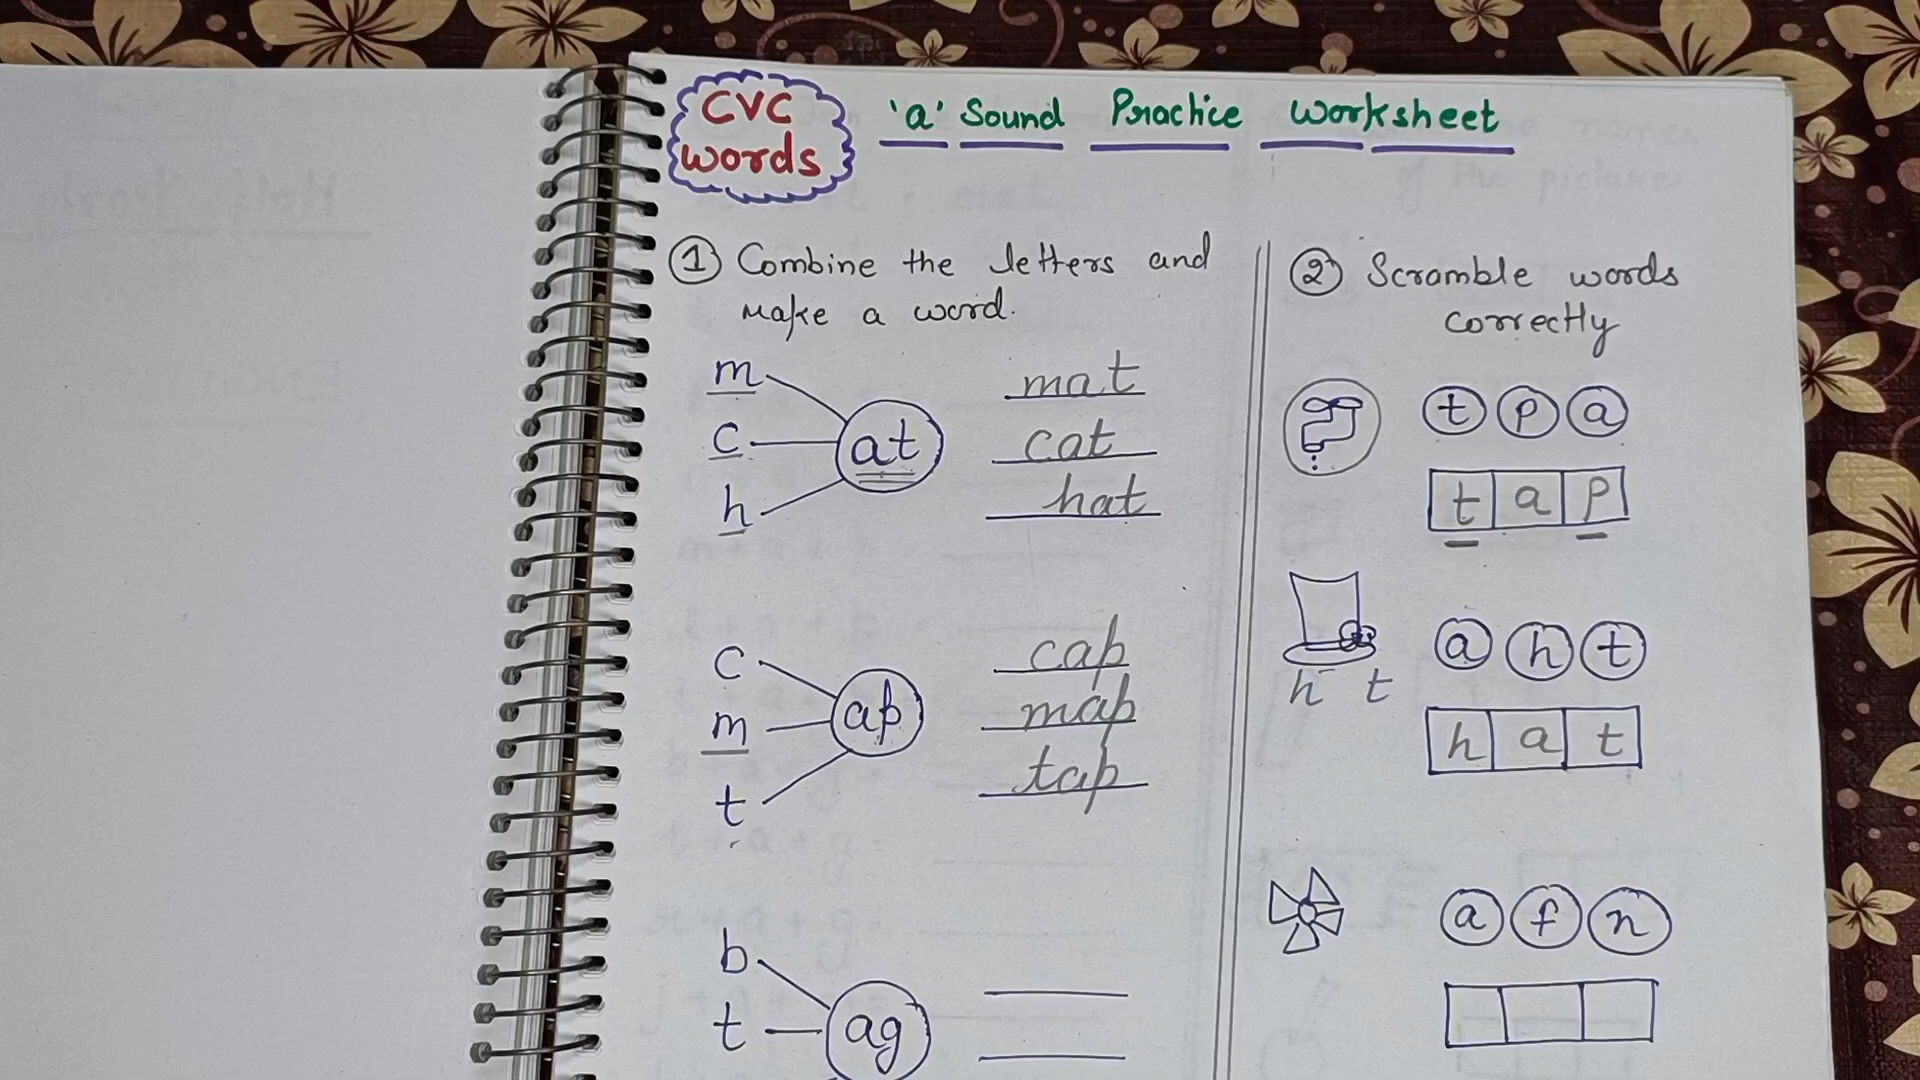 CVC
words
'a' Sound Practice Worksheet
① Combine the letters and
make a word.
m
c
h
at
mat
cat
hat
c
m
t
ap
cap
map
tap
b
t
ag
② Scramble words
correctly
t p a
t a p
h t
a h t
h a t
a f n